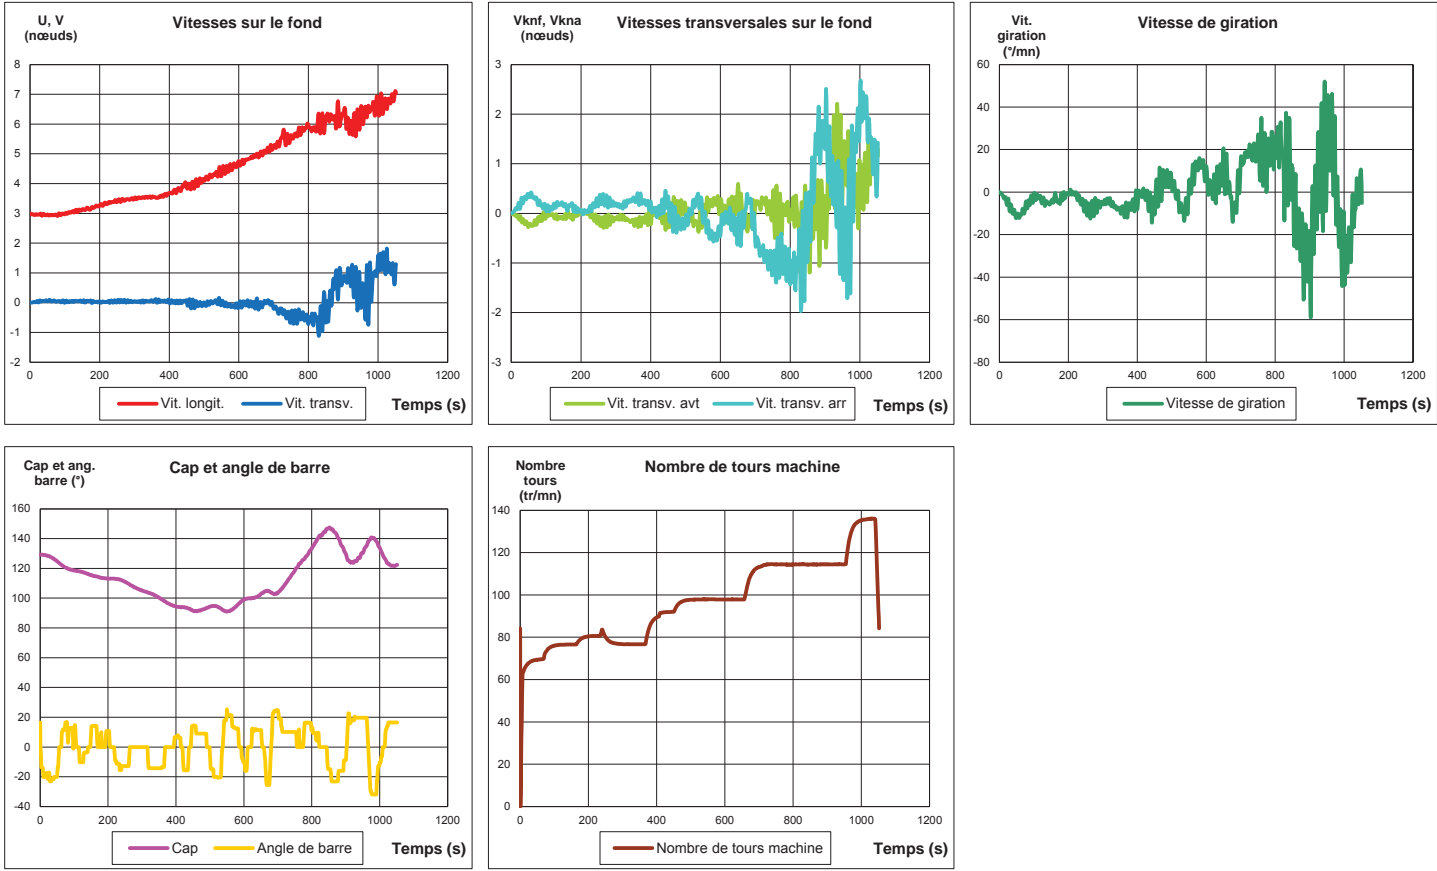 U, V
(nœuds)
Vitesses sur le fond
8
7
6
5
4
3
2
1
0
-1
-2
0 200 400 600 800 1000 1200
Vit. longit. Vit. transv.
Temps (s)
Vknf, Vkna
(nœuds)
Vitesses transversales sur le fond
3
2
1
0
-1
-2
-3
0 200 400 600 800 1000 1200
Vit. transv. avt Vit. transv. arr
Temps (s)
Vit.
giration
(°/mn)
Vitesse de giration
60
40
20
0
-20
-40
-60
-80
0 200 400 600 800 1000 1200
Vitesse de giration
Temps (s)
Cap et ang.
barre (°)
Cap et angle de barre
160
140
120
100
80
60
40
20
0
-20
-40
0 200 400 600 800 1000 1200
Cap Angle de barre
Temps (s)
Nombre
tours
(tr/mn)
Nombre de tours machine
140
120
100
80
60
40
20
0
0 200 400 600 800 1000 1200
Nombre de tours machine
Temps (s)